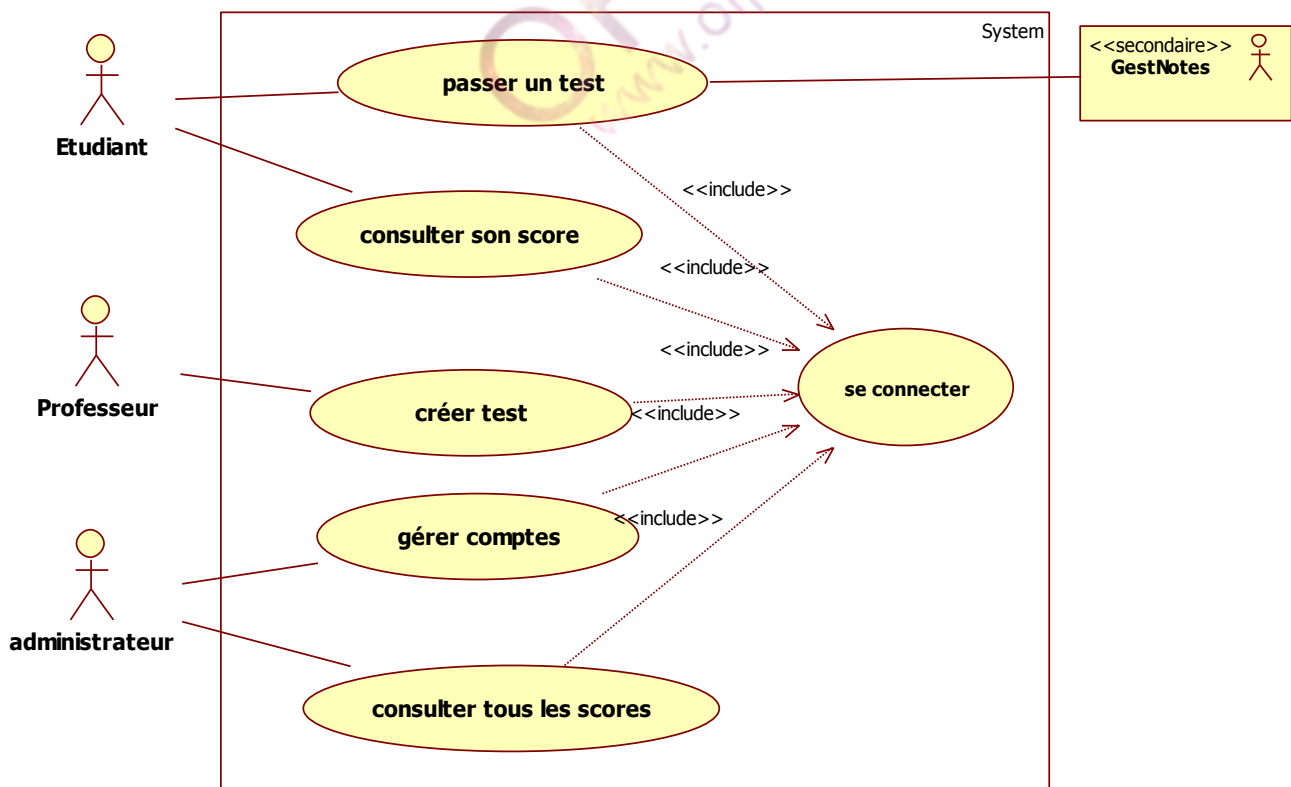 System
<<secondaire>>
GestNotes
passer un test
Etudiant
<<include>>
consulter son score
<<include>>
<<include>>
Professeur
créer test
<<include>>
se connecter
gérer comptes
<<include>>
administrateur
consulter tous les scores